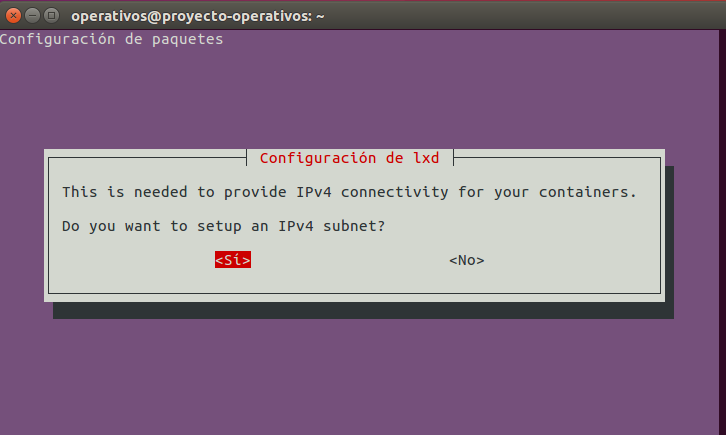 operativos@proyecto-operativos: ~
Configuración de paquetes
Configuración de lxd
This is needed to provide IPv4 connectivity for your containers.
Do you want to setup an IPv4 subnet?
<Sí> <No>